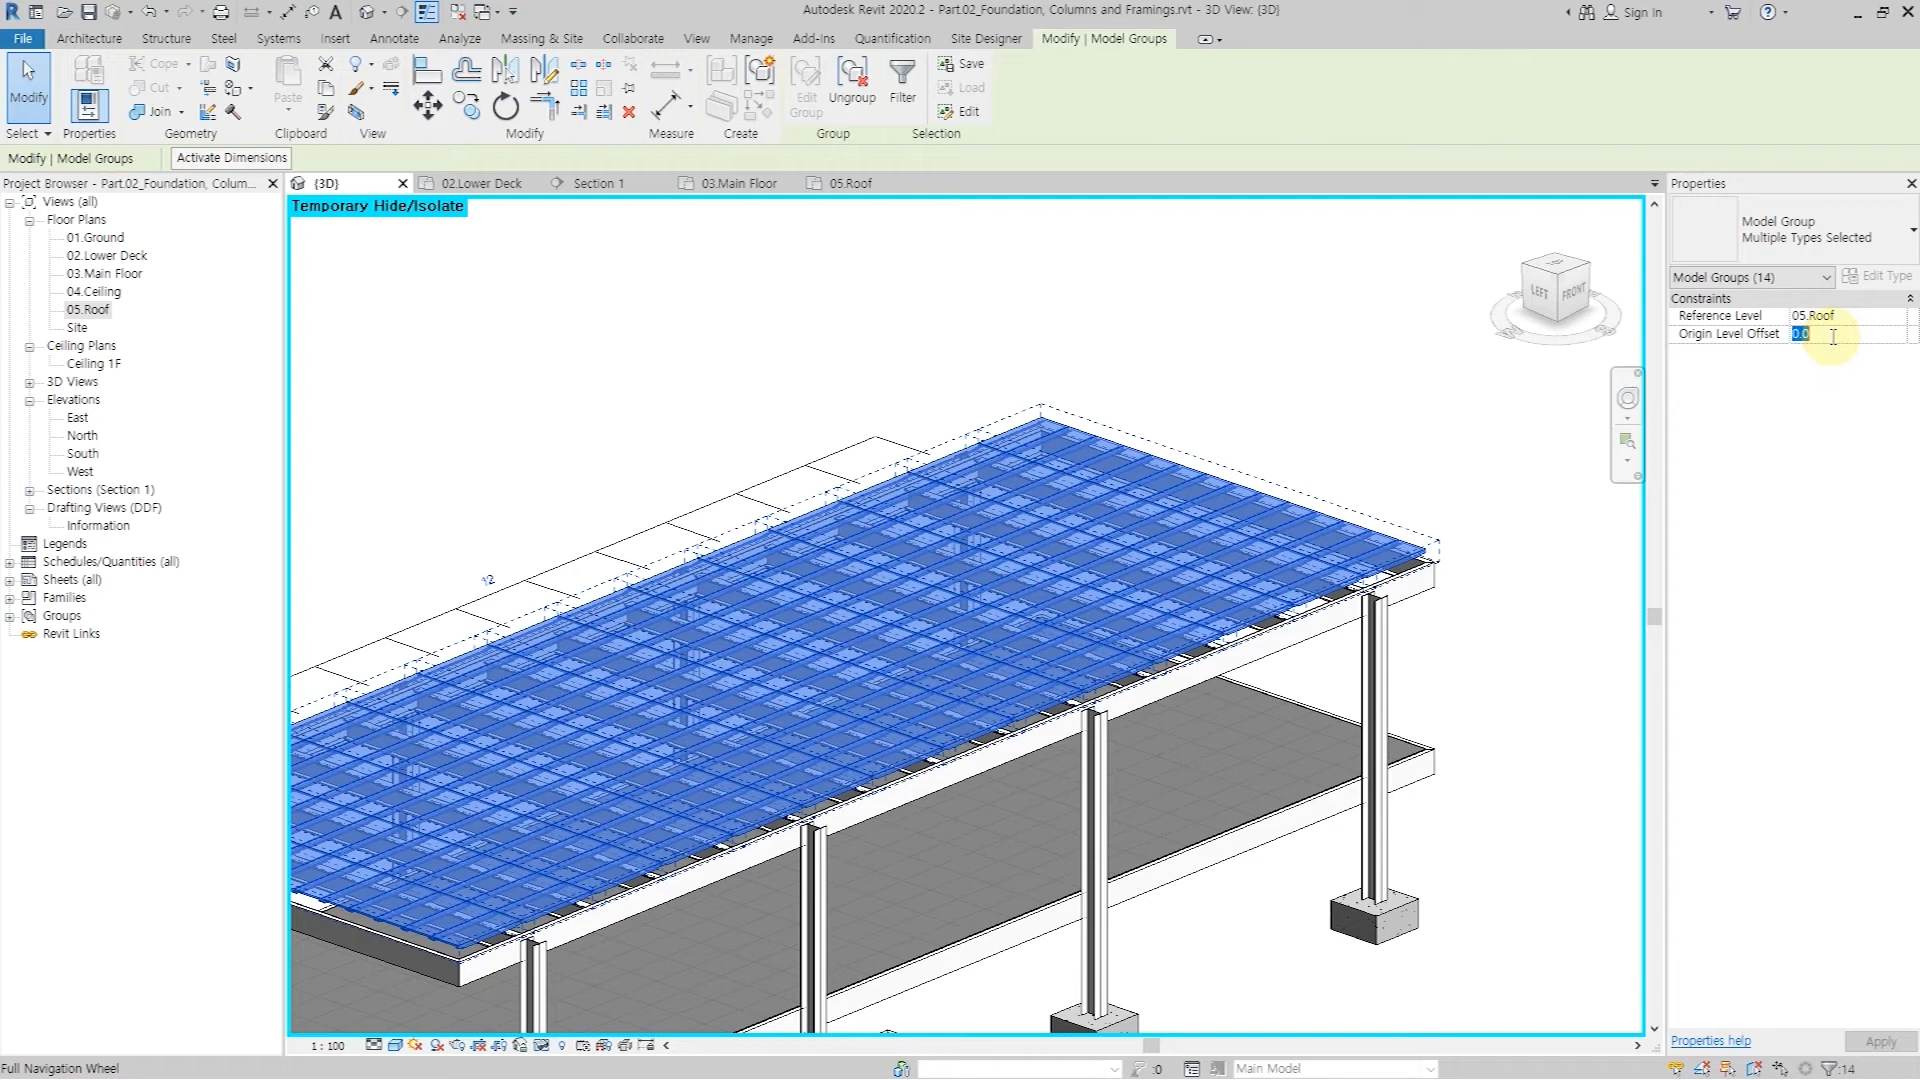 Autodesk Revit 2020.2 - Part.02_Foundation, Columns and Framings.rvt - 3D View: {3D}
Sign In
File Architecture Structure Steel Systems Insert Annotate Analyze Massing & Site Collaborate View Manage Add-Ins Quantification Site Designer Modify | Model Groups
Modify
Cope
Cut
Join
Paste
Edit Group
Ungroup
Filter
Save
Load
Edit
Select Properties Geometry Clipboard View Modify Measure Create Group Selection
Modify | Model Groups Activate Dimensions
Project Browser - Part.02_Foundation, Colum...
{3D} 02.Lower Deck Section 1 03.Main Floor 05.Roof
Properties
Views (all)
Floor Plans
01.Ground
02.Lower Deck
03.Main Floor
04.Ceiling
05.Roof
Site
Ceiling Plans
Ceiling 1F
3D Views
Elevations
East
North
South
West
Sections (Section 1)
Drafting Views (DDF)
Information
Legends
Schedules/Quantities (all)
Sheets (all)
Families
Groups
Revit Links
Temporary Hide/Isolate
LEFT FRONT
12
Model Group
Multiple Types Selected
Model Groups (14) Edit Type
Constraints
Reference Level 05.Roof
Origin Level Offset 0.0
1 : 100
Properties help Apply
Full Navigation Wheel
:0
Main Model
:14